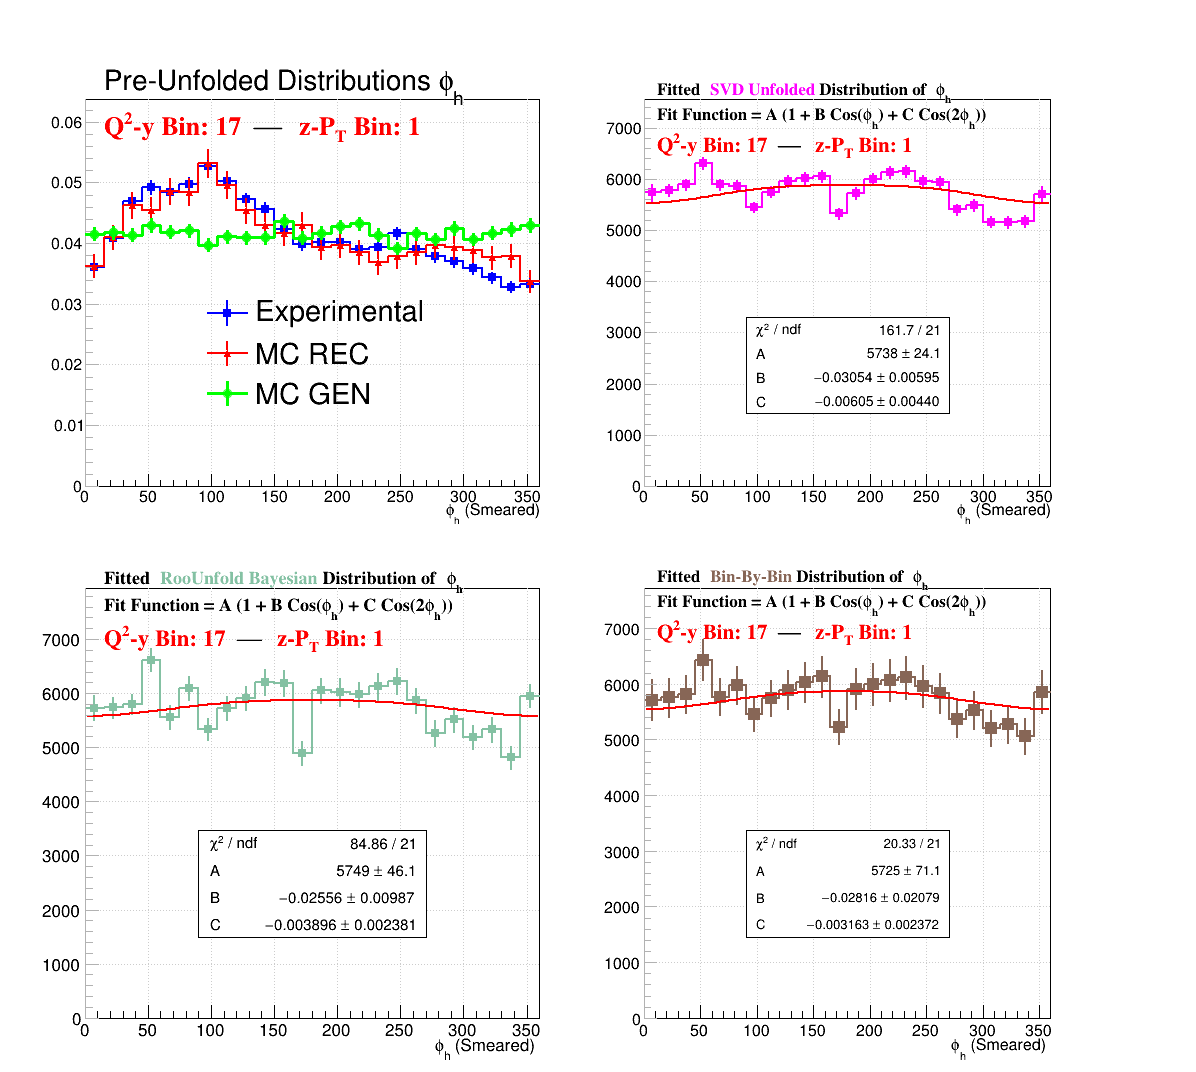 Pre-Unfolded Distributions ϕh
Q²-y Bin: 17 — z-PT Bin: 1
0.06
0.05
0.04
0.03
0.02
0.01
0
Experimental
MC REC
MC GEN
0 50 100 150 200 250 300 350
ϕh (Smeared)
Fitted SVD Unfolded Distribution of ϕh
Fit Function = A (1 + B Cos(ϕh) + C Cos(2ϕh))
Q²-y Bin: 17 — z-PT Bin: 1
7000
6000
5000
4000
3000
2000
1000
0
χ² / ndf 161.7 / 21
A 5738 ± 24.1
B −0.03054 ± 0.00595
C −0.00605 ± 0.00440
0 50 100 150 200 250 300 350
ϕh (Smeared)
Fitted RooUnfold Bayesian Distribution of ϕh
Fit Function = A (1 + B Cos(ϕh) + C Cos(2ϕh))
Q²-y Bin: 17 — z-PT Bin: 1
7000
6000
5000
4000
3000
2000
1000
0
χ² / ndf 84.86 / 21
A 5749 ± 46.1
B −0.02556 ± 0.00987
C −0.003896 ± 0.002381
0 50 100 150 200 250 300 350
ϕh (Smeared)
Fitted Bin-By-Bin Distribution of ϕh
Fit Function = A (1 + B Cos(ϕh) + C Cos(2ϕh))
Q²-y Bin: 17 — z-PT Bin: 1
7000
6000
5000
4000
3000
2000
1000
0
χ² / ndf 20.33 / 21
A 5725 ± 71.1
B −0.02816 ± 0.02079
C −0.003163 ± 0.002372
0 50 100 150 200 250 300 350
ϕh (Smeared)